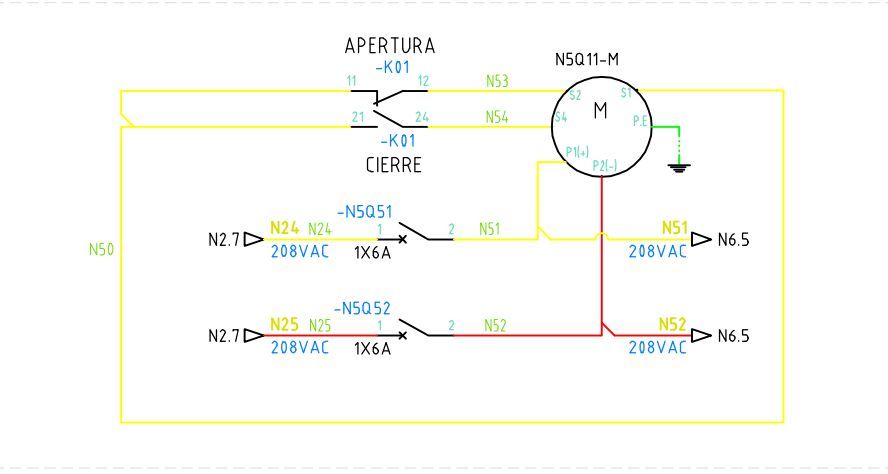 APERTURA
-K01
N5Q11-M
11
12
N53
S2
S1
M
21
24
N54
S4
P.E
-K01
CIERRE
P1(+)
P2(-)
-N5Q51
N2.7
N24
N24
1
2
N51
N51
N6.5
N50
208VAC
1X6A
208VAC
-N5Q52
N2.7
N25
N25
1
2
N52
N52
N6.5
208VAC
1X6A
208VAC